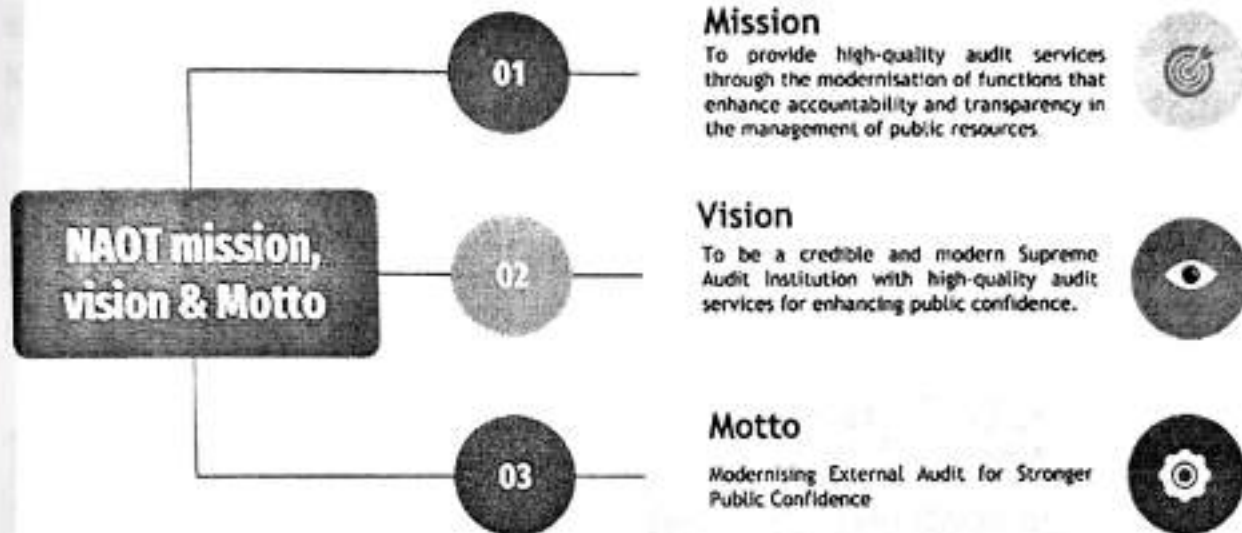 NAOT mission,
vision & Motto
01
Mission
To provide high-quality audit services
through the modernisation of functions that
enhance accountability and transparency in
the management of public resources
02
Vision
To be a credible and modern Supreme
Audit Institution with high-quality audit
services for enhancing public confidence.
03
Motto
Modernising External Audit for Stronger
Public Confidence